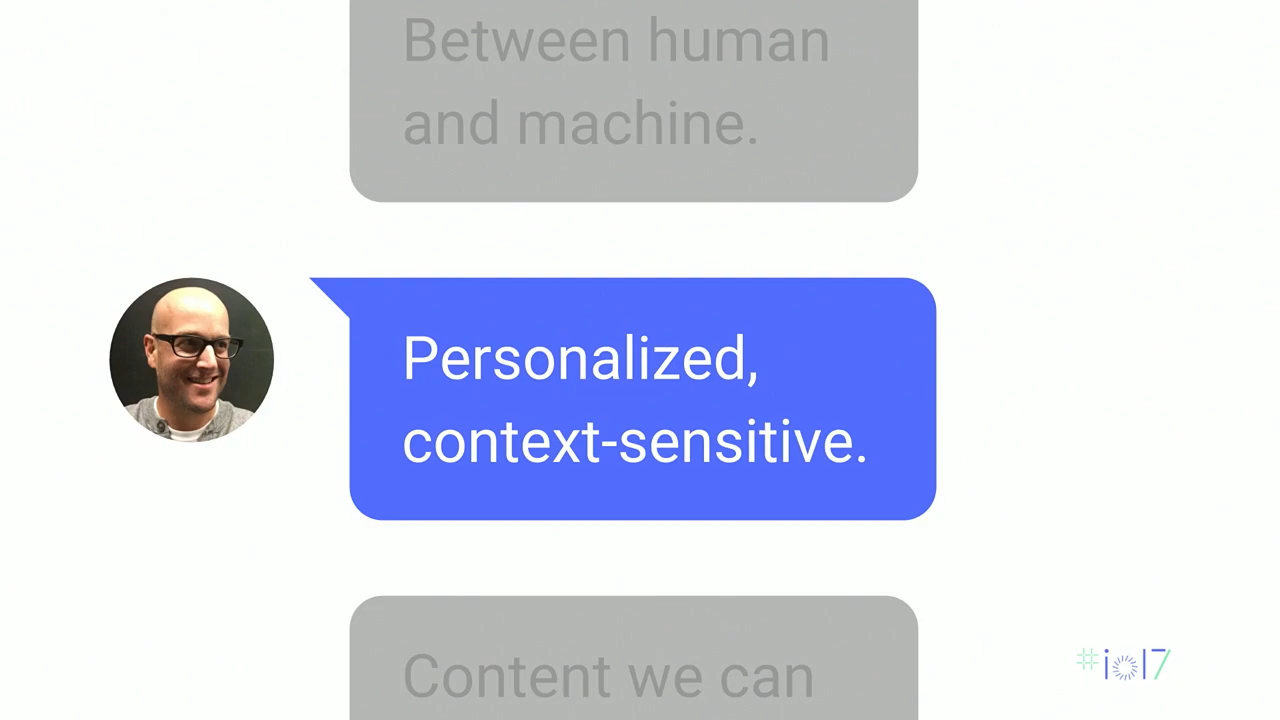 Between human
and machine.
Personalized,
context-sensitive.
Content we can
#io17